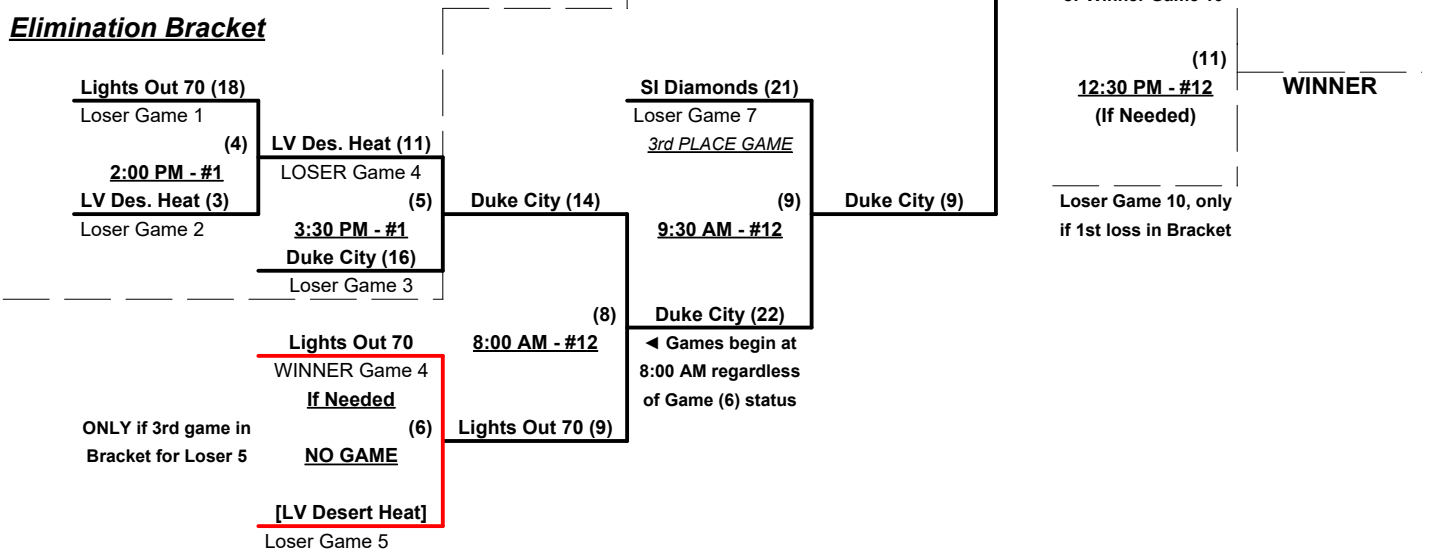 Elimination Bracket
Lights Out 70 (18)
Loser Game 1
(4)
2:00 PM - #1
LV Des. Heat (3)
Loser Game 2
LV Des. Heat (11)
LOSER Game 4
(5)
3:30 PM - #1
Duke City (16)
Loser Game 3
Duke City (14)
(8)
8:00 AM - #12
Lights Out 70
WINNER Game 4
If Needed
(6)
NO GAME
ONLY if 3rd game in
Bracket for Loser 5
[LV Desert Heat]
Loser Game 5
Lights Out 70 (9)
SI Diamonds (21)
Loser Game 7
3rd PLACE GAME
(9)
9:30 AM - #12
Duke City (22)
◄ Games begin at
8:00 AM regardless
of Game (6) status
Duke City (9)
(11)
12:30 PM - #12
(If Needed)
WINNER
Loser Game 10, only
if 1st loss in Bracket